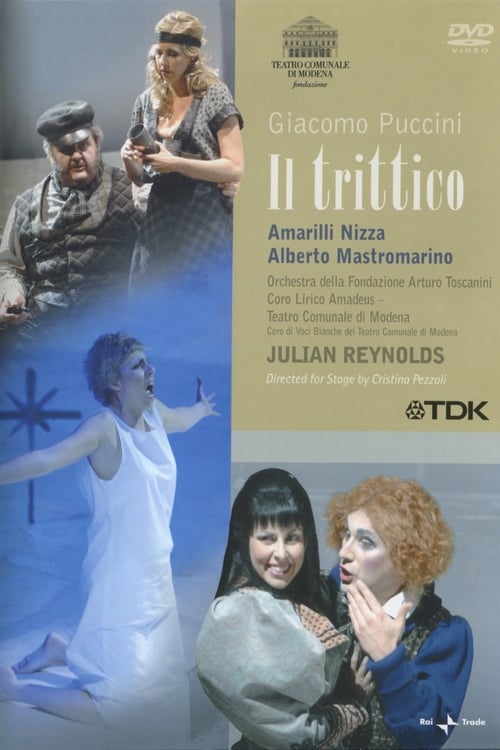 TEATRO COMUNALE
DI MODENA
fondazione
DVD
VIDEO
Giacomo Puccini
Il trittico
Amarilli Nizza
Alberto Mastromarino
Orchestra della Fondazione Arturo Toscanini
Coro Lirico Amadeus –
Teatro Comunale di Modena
Coro di Voci Bianche del Teatro Comunale di Modena
JULIAN REYNOLDS
Directed for Stage by Cristina Pezzoli
TDK
Rai Trade